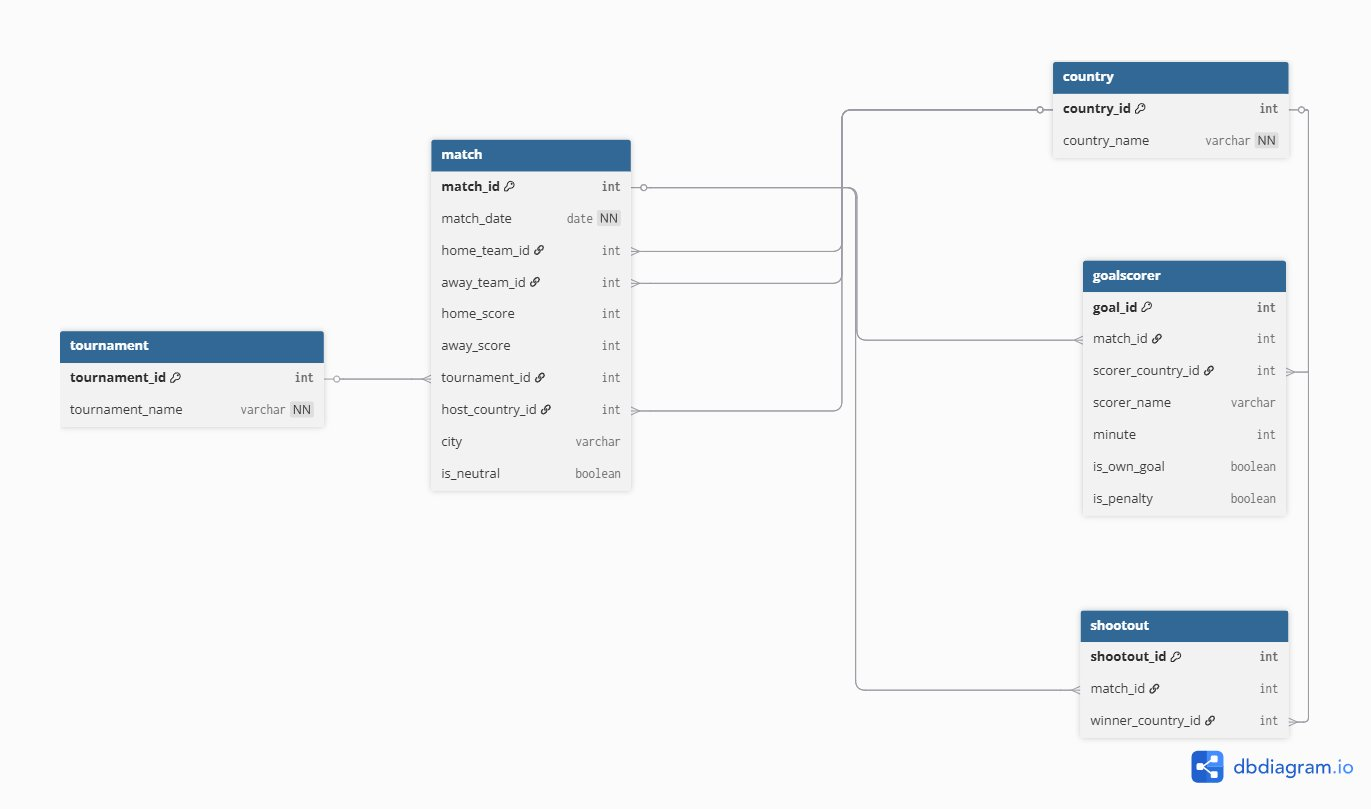 country
country_id int
country_name varchar NN
match
match_id int
match_date date NN
home_team_id int
away_team_id int
home_score int
away_score int
tournament_id int
host_country_id int
city varchar
is_neutral boolean
goalscorer
goal_id int
match_id int
scorer_country_id int
scorer_name varchar
minute int
is_own_goal boolean
is_penalty boolean
tournament
tournament_id int
tournament_name varchar NN
shootout
shootout_id int
match_id int
winner_country_id int
dbdiagram.io